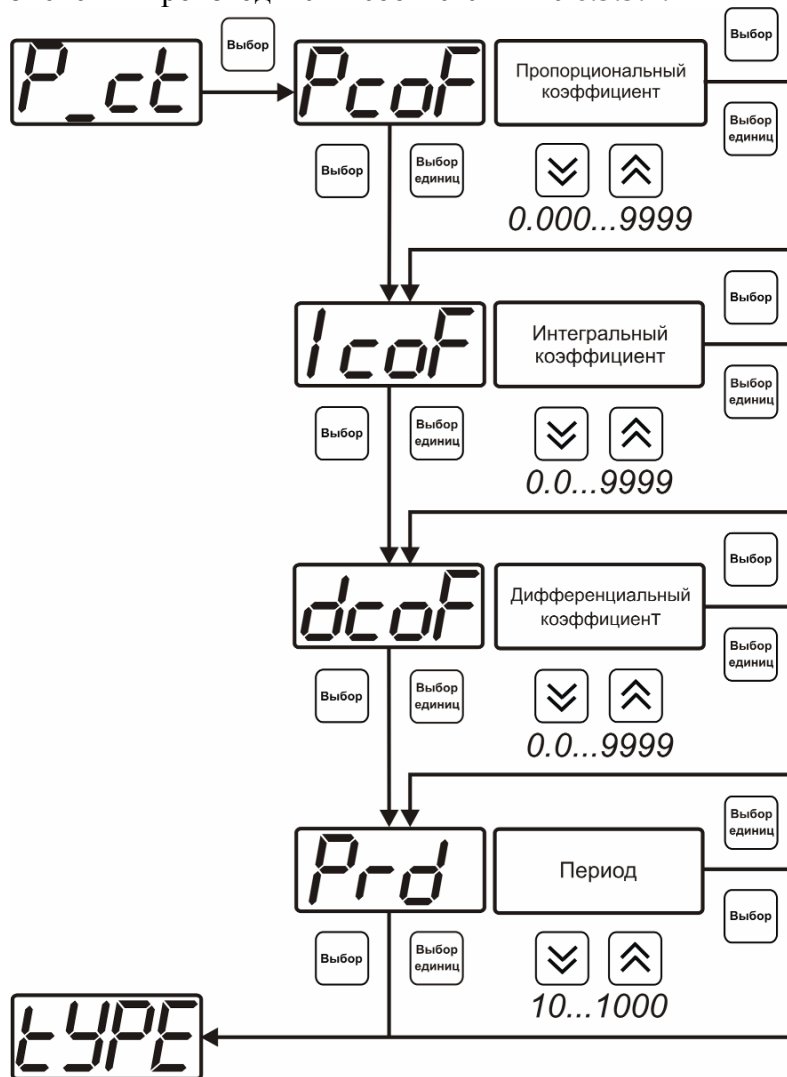 P_ct
Выбор
PcoF
Пропорциональный
коэффициент
Выбор
Выбор
единиц
Выбор
Выбор
единиц
0.000...9999
IcoF
Интегральный
коэффициент
Выбор
Выбор
единиц
Выбор
Выбор
единиц
0.0...9999
dcoF
Дифференциальный
коэффициент
Выбор
Выбор
единиц
Выбор
Выбор
единиц
0.0...9999
Prd
Период
Выбор
единиц
Выбор
Выбор
Выбор
единиц
10...1000
tYPE